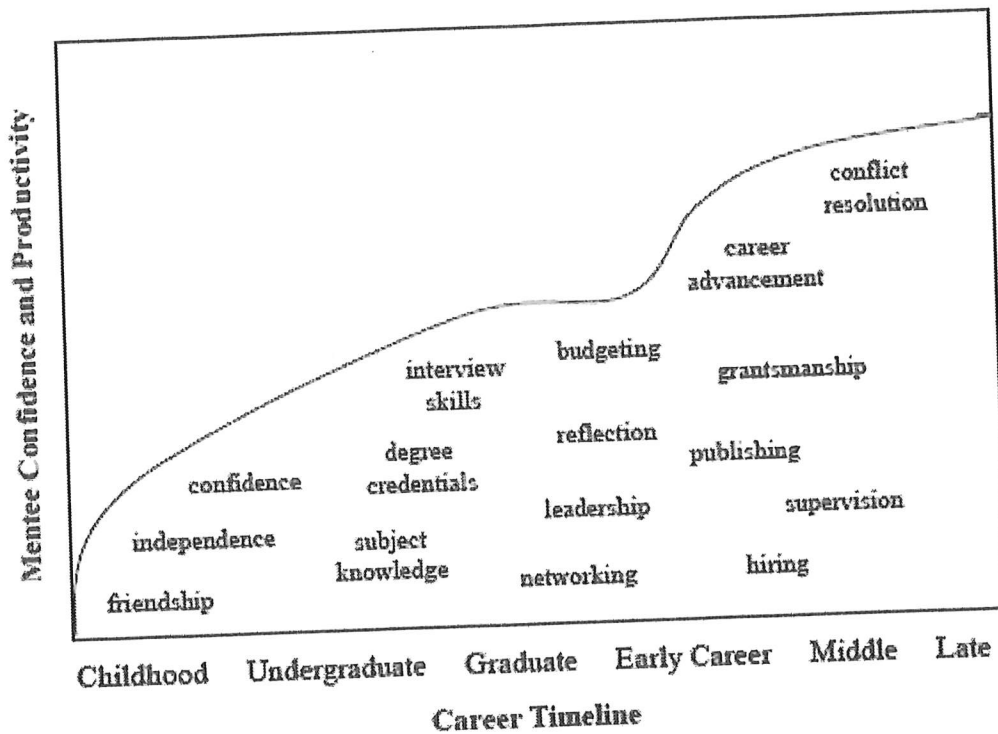 Mentee Confidence and Productivity
conflict
resolution
career
advancement
interview
skills
budgeting
grantsmanship
degree
credentials
reflection
publishing
confidence
leadership
supervision
independence
subject
knowledge
networking
hiring
friendship
Childhood Undergraduate Graduate Early Career Middle Late
Career Timeline